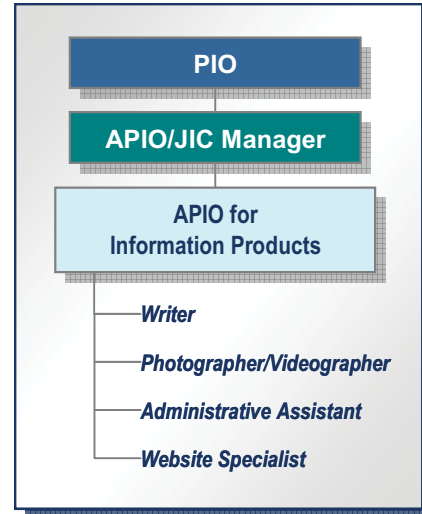 PIO
APIO/JIC Manager
APIO for
Information Products
Writer
Photographer/Videographer
Administrative Assistant
Website Specialist